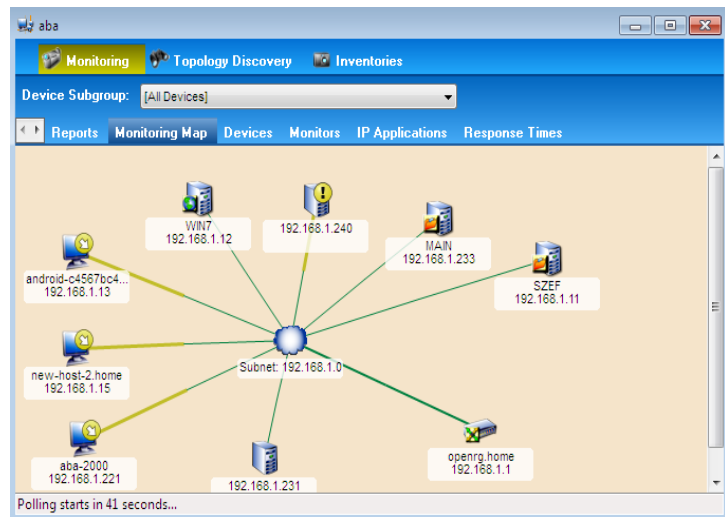 aba
Monitoring Topology Discovery Inventories
Device Subgroup: [All Devices]
Reports Monitoring Map Devices Monitors IP Applications Response Times
WIN7
192.168.1.12
192.168.1.240
MAIN
192.168.1.233
SZEF
192.168.1.11
android-c4567bc4...
192.168.1.13
new-host-2.home
192.168.1.15
Subnet: 192.168.1.0
aba-2000
192.168.1.221
192.168.1.231
openrg.home
192.168.1.1
Polling starts in 41 seconds...